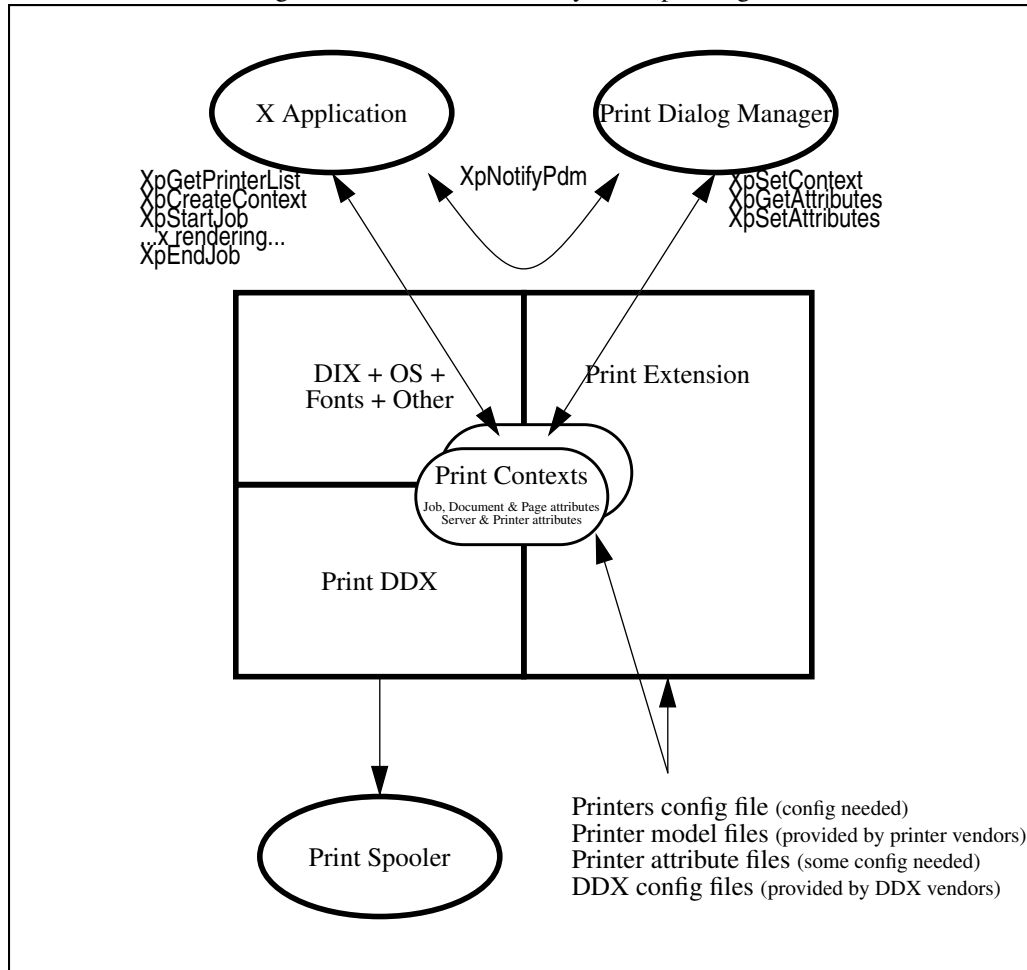 X Application
Print Dialog Manager
XpGetPrinterList
XpCreateContext
XpStartJob
...x rendering...
XpEndJob
XpNotifyPdm
XpSetContext
XpGetAttributes
XpSetAttributes
DIX + OS +
Fonts + Other
Print Extension
Print Contexts
Job, Document & Page attributes
Server & Printer attributes
Print DDX
Print Spooler
Printers config file (config needed)
Printer model files (provided by printer vendors)
Printer attribute files (some config needed)
DDX config files (provided by DDX vendors)